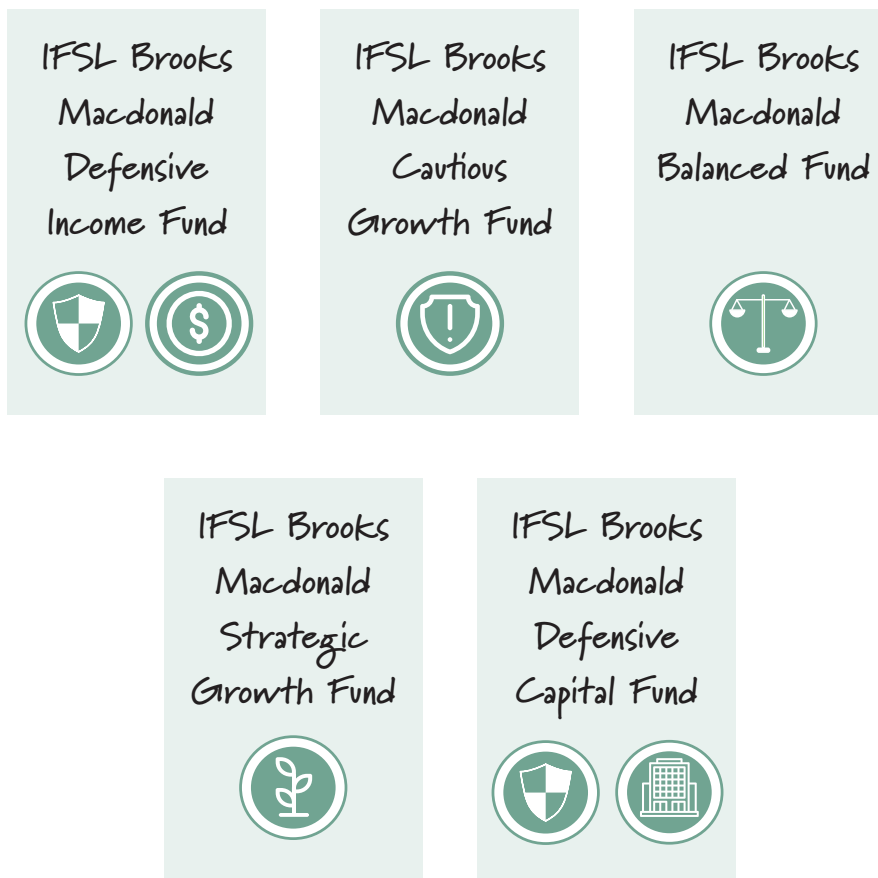 IFSL Brooks
Macdonald
Defensive
Income Fund
$
IFSL Brooks
Macdonald
Cautious
Growth Fund
!
IFSL Brooks
Macdonald
Balanced Fund
IFSL Brooks
Macdonald
Strategic
Growth Fund
IFSL Brooks
Macdonald
Defensive
Capital Fund